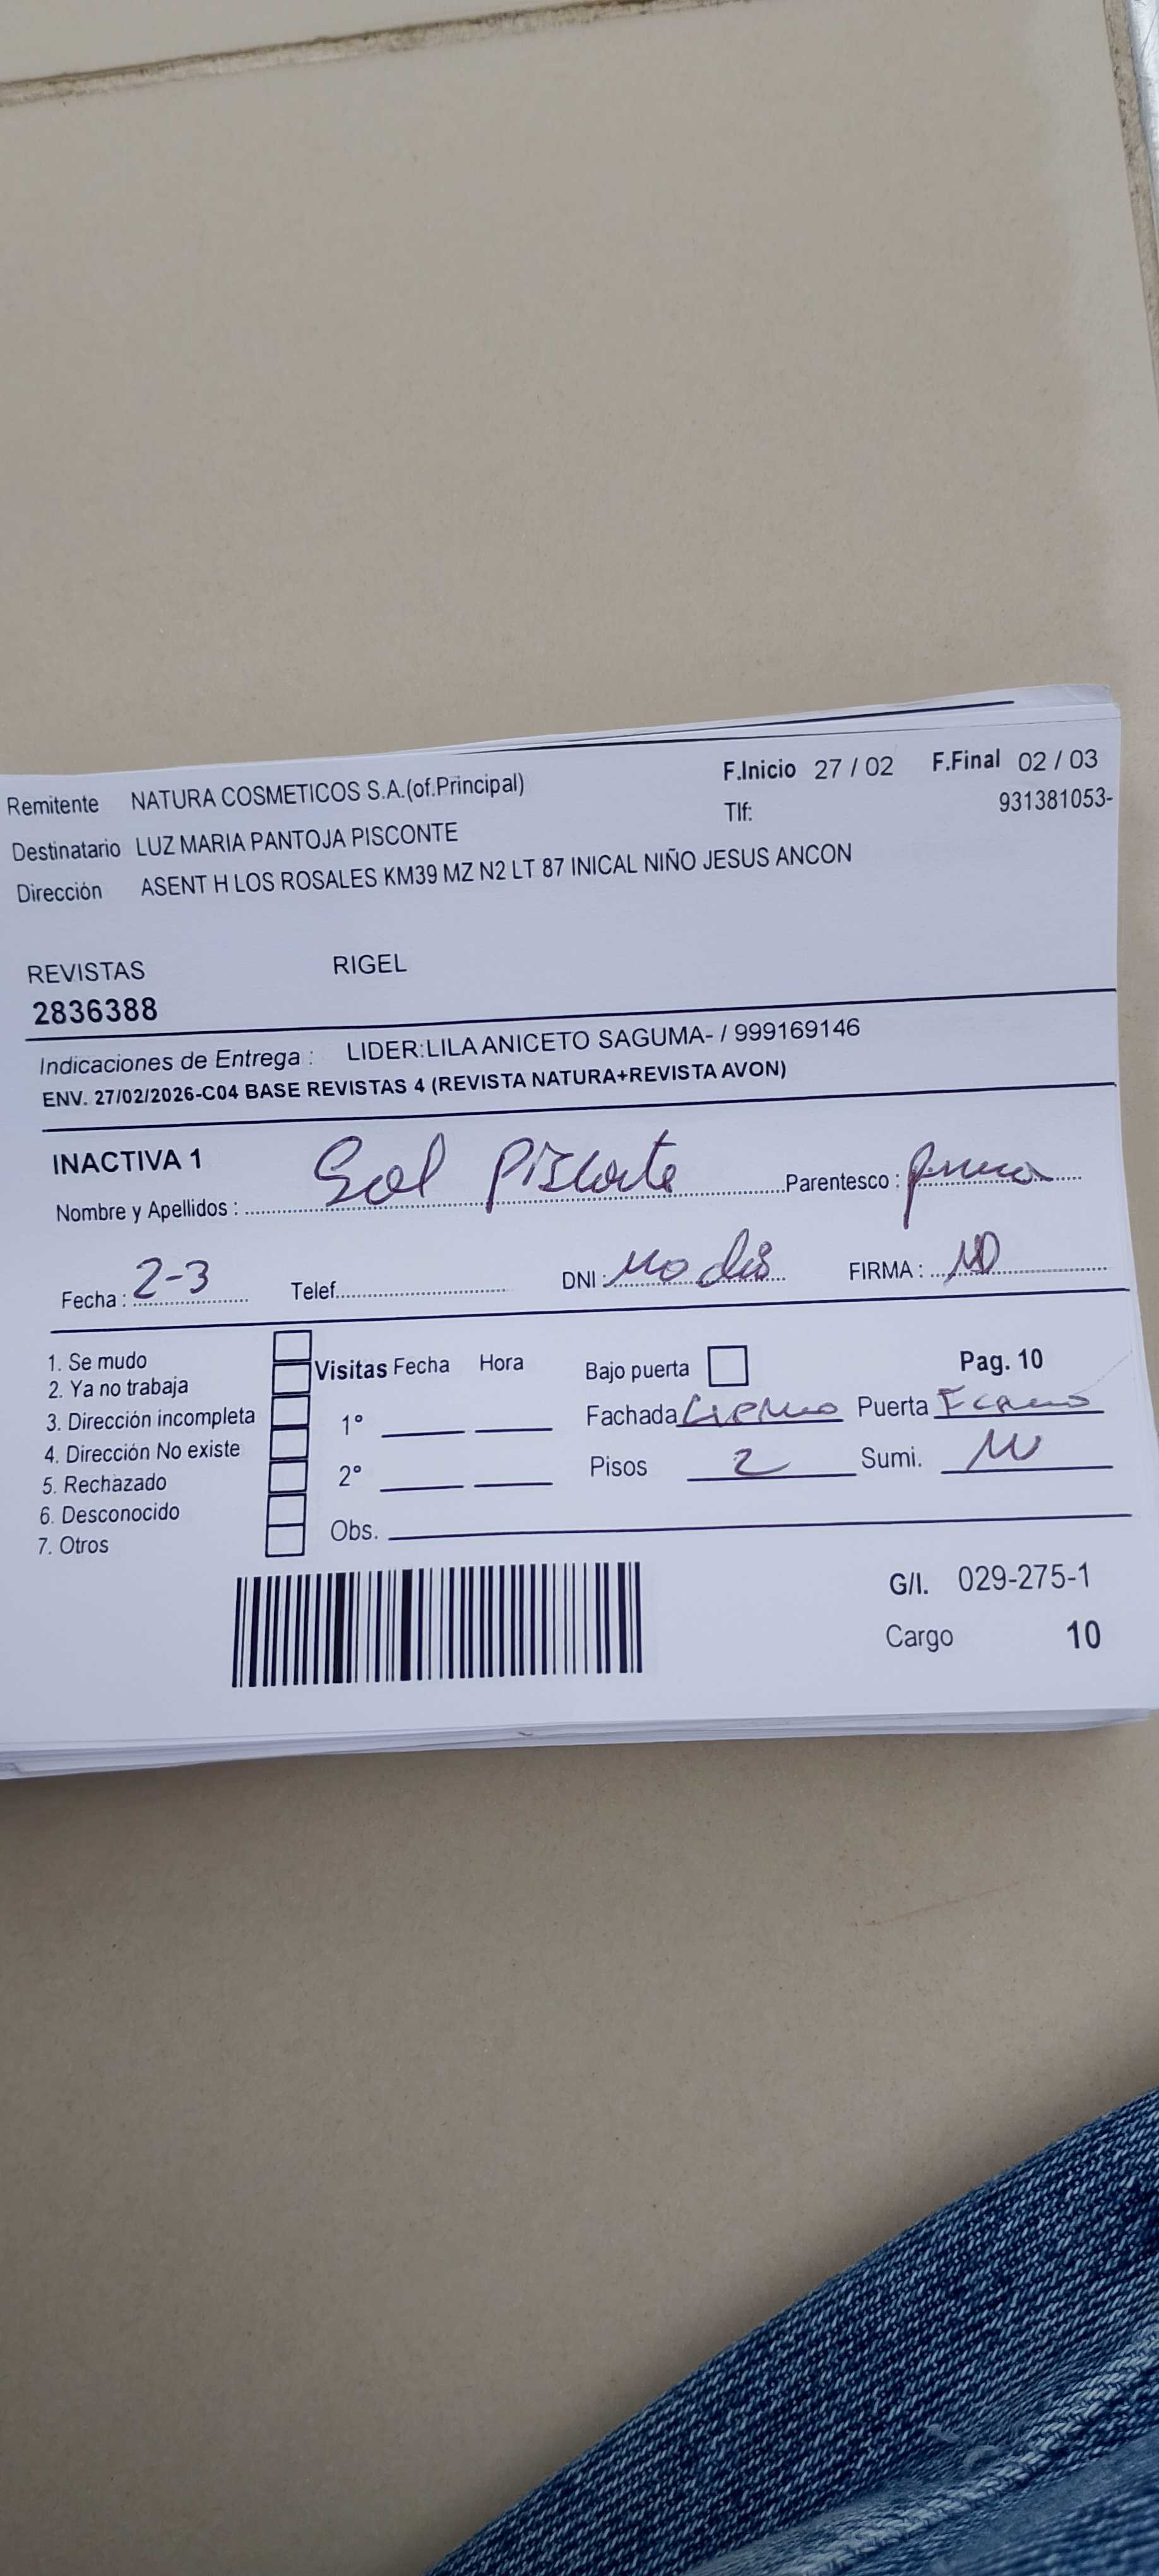 Remitente NATURA COSMETICOS S.A.(of.Principal) F.Inicio 27 / 02 F.Final 02 / 03
Tlf: 931381053-
Destinatario LUZ MARIA PANTOJA PISCONTE
Dirección ASENT H LOS ROSALES KM39 MZ N2 LT 87 INICAL NIÑO JESUS ANCON
REVISTAS RIGEL
2836388
Indicaciones de Entrega : LIDER:LILA ANICETO SAGUMA- / 999169146
ENV. 27/02/2026-C04 BASE REVISTAS 4 (REVISTA NATURA+REVISTA AVON)
INACTIVA 1
Nombre y Apellidos : Sol Pisconte Parentesco : prima
Fecha : 2-3 Telef. DNI : No dio FIRMA : ND
1. Se mudo
2. Ya no trabaja
3. Dirección incompleta
4. Dirección No existe
5. Rechazado
6. Desconocido
7. Otros
Visitas Fecha Hora
1°
2°
Obs.
Bajo puerta Pag. 10
Fachada Puerta
Pisos 2 Sumi.
G/I. 029-275-1
Cargo 10